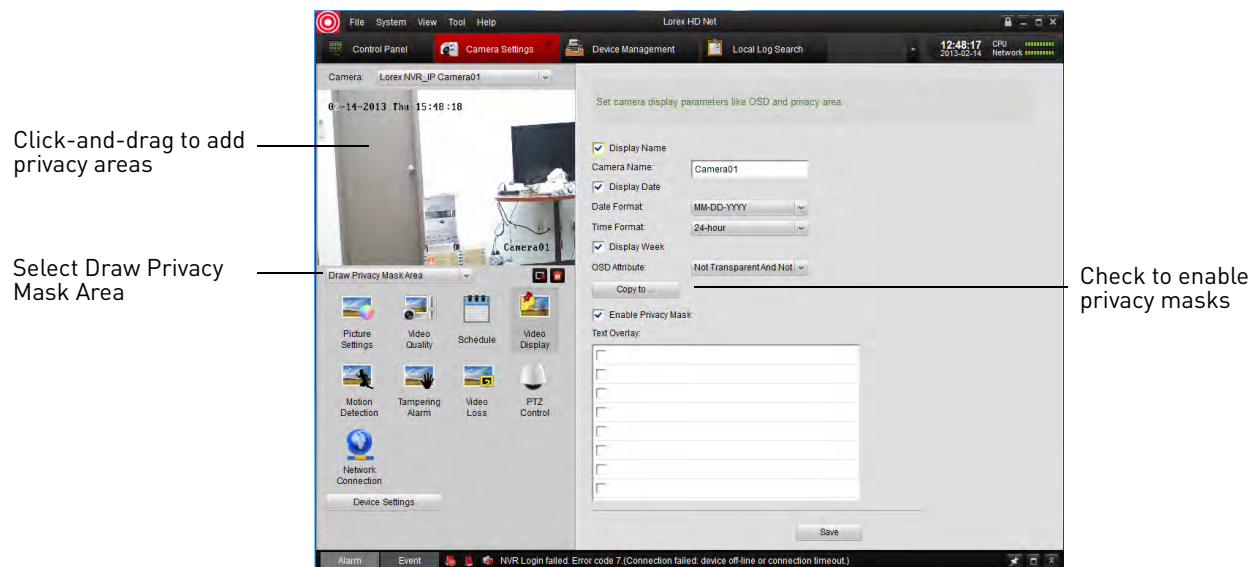 File System View Tool Help
Lorex HD Net
Control Panel
Camera Settings
Device Management
Local Log Search
12:48:17
2013-02-14
CPU
Network
Camera:
Lorex NVR_IP Camera01
-14-2013 Thu 15:48:18
Camera01
Click-and-drag to add
privacy areas
Select Draw Privacy
Mask Area
Draw Privacy Mask Area
Picture
Settings
Video
Quality
Schedule
Video
Display
Motion
Detection
Tampering
Alarm
Video
Loss
PTZ
Control
Network
Connection
Device Settings
Set camera display parameters like OSD and privacy area.
Display Name
Camera Name:
Camera01
Display Date
Date Format:
MM-DD-YYYY
Time Format:
24-hour
Display Week
OSD Attribute:
Not Transparent And Not
Copy to ...
Enable Privacy Mask
Text Overlay:
Save
Check to enable
privacy masks
Alarm
Event
NVR Login failed. Error code 7.(Connection failed: device off-line or connection timeout.)